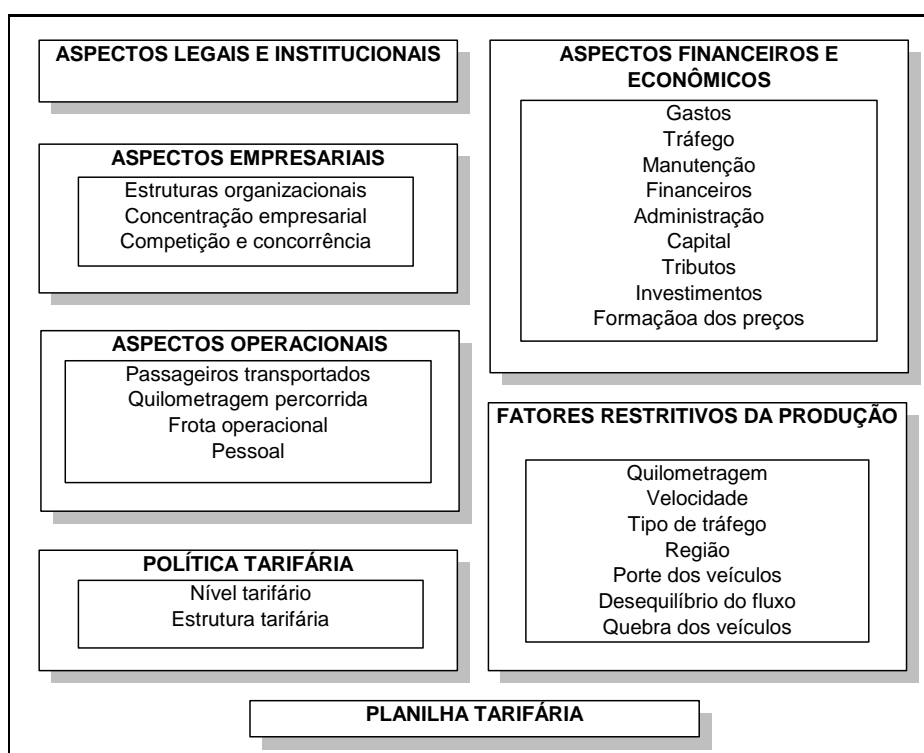 ASPECTOS LEGAIS E INSTITUCIONAIS
ASPECTOS EMPRESARIAIS
Estruturas organizacionais
Concentração empresarial
Competição e concorrência
ASPECTOS OPERACIONAIS
Passageiros transportados
Quilometragem percorrida
Frota operacional
Pessoal
POLÍTICA TARIFÁRIA
Nível tarifário
Estrutura tarifária
ASPECTOS FINANCEIROS E
ECONÔMICOS
Gastos
Tráfego
Manutenção
Financeiros
Administração
Capital
Tributos
Investimentos
Formaçãoa dos preços
FATORES RESTRITIVOS DA PRODUÇÃO
Quilometragem
Velocidade
Tipo de tráfego
Região
Porte dos veículos
Desequilíbrio do fluxo
Quebra dos veículos
PLANILHA TARIFÁRIA